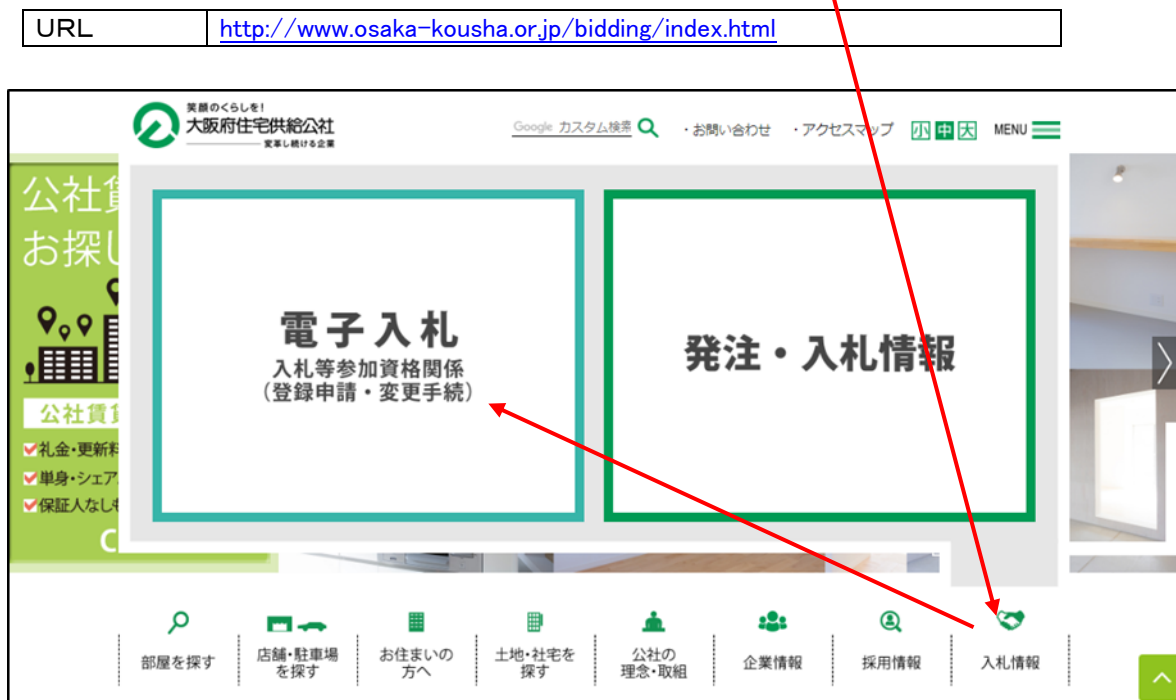 URL http://www.osaka-kousha.or.jp/bidding/index.html
笑顔のくらしを!
大阪府住宅供給公社
変革し続ける企業
Google カスタム検索 ・お問い合わせ ・アクセスマップ 小 中 大 MENU
公社賃
お探し
電子入札
入札等参加資格関係
(登録申請・変更手続)
発注・入札情報
公社賃貸
礼金・更新料
単身・シェア
保証人なしも
C
部屋を探す
店舗・駐車場
を探す
お住まいの
方へ
土地・社宅を
探す
公社の
理念・取組
企業情報
採用情報
入札情報